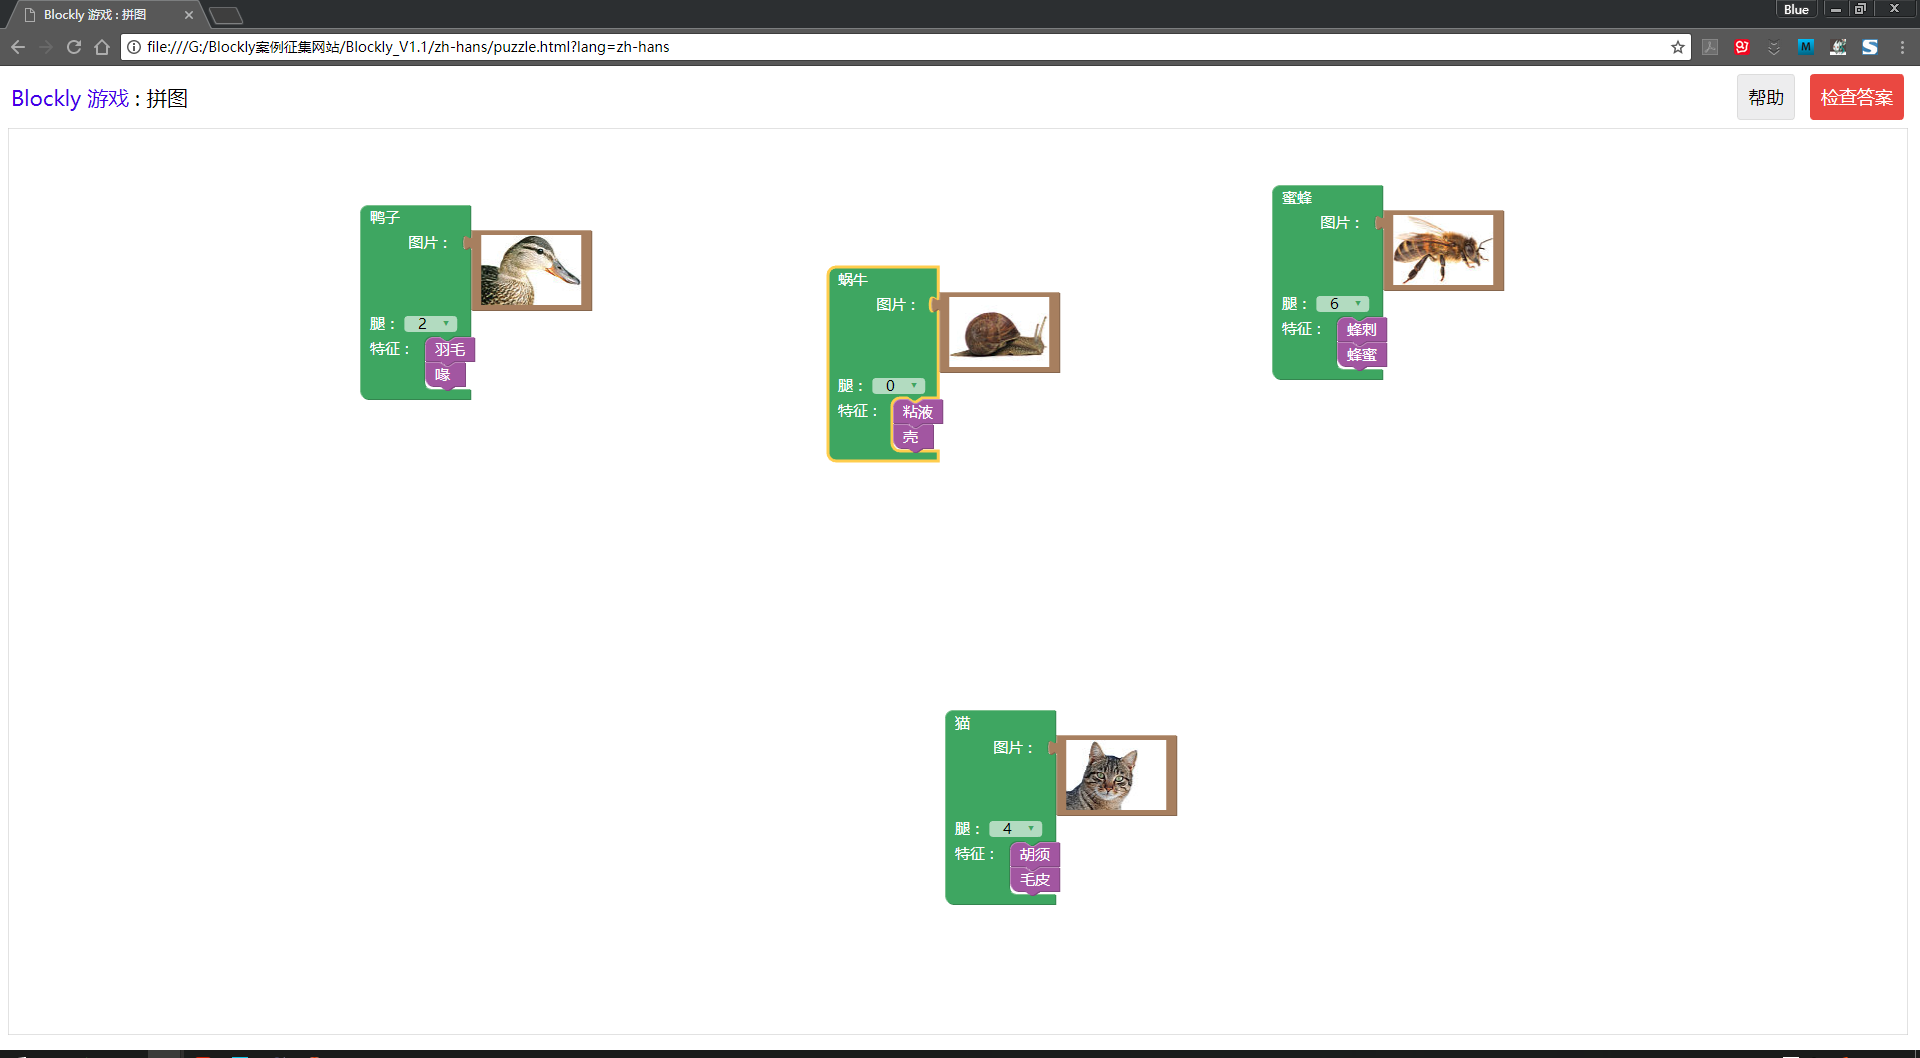 Blockly 游戏 : 拼图
Blue
file:///G:/Blockly案例征集网站/Blockly_V1.1/zh-hans/puzzle.html?lang=zh-hans
Blockly 游戏 : 拼图
帮助
检查答案
鸭子
图片：
腿： 2
特征： 羽毛
喙
蜗牛
图片：
腿： 0
特征： 粘液
壳
蜜蜂
图片：
腿： 6
特征： 蜂刺
蜂蜜
猫
图片：
腿： 4
特征： 胡须
毛皮